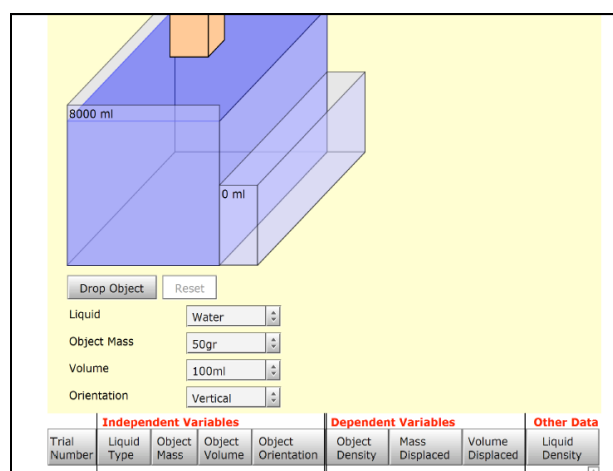 8000 ml
0 ml
Drop Object Reset
Liquid Water
Object Mass 50gr
Volume 100ml
Orientation Vertical
Independent Variables Dependent Variables Other Data
Trial Number Liquid Type Object Mass Object Volume Object Orientation Object Density Mass Displaced Volume Displaced Liquid Density